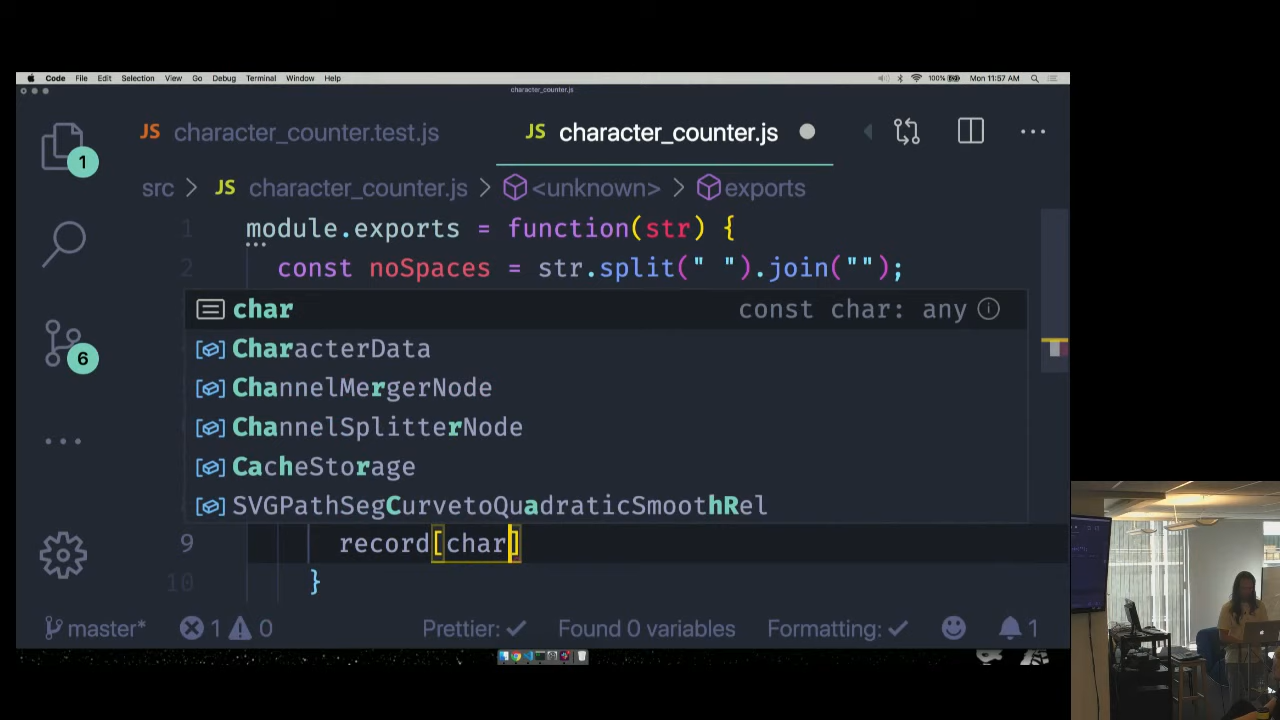 Code File Edit Selection View Go Debug Terminal Window Help 100% Mon 11:57 AM
character_counter.js
1
JS character_counter.test.js
JS character_counter.js
src > JS character_counter.js > <unknown> > exports
1 module.exports = function(str) {
2 const noSpaces = str.split(" ").join("");
char const char: any
CharacterData
ChannelMergerNode
ChannelSplitterNode
CacheStorage
SVGPathSegCurvetoQuadraticSmoothRel
6
9 record[char]
10 }
master* 1 0 Prettier: Found 0 variables Formatting: 1